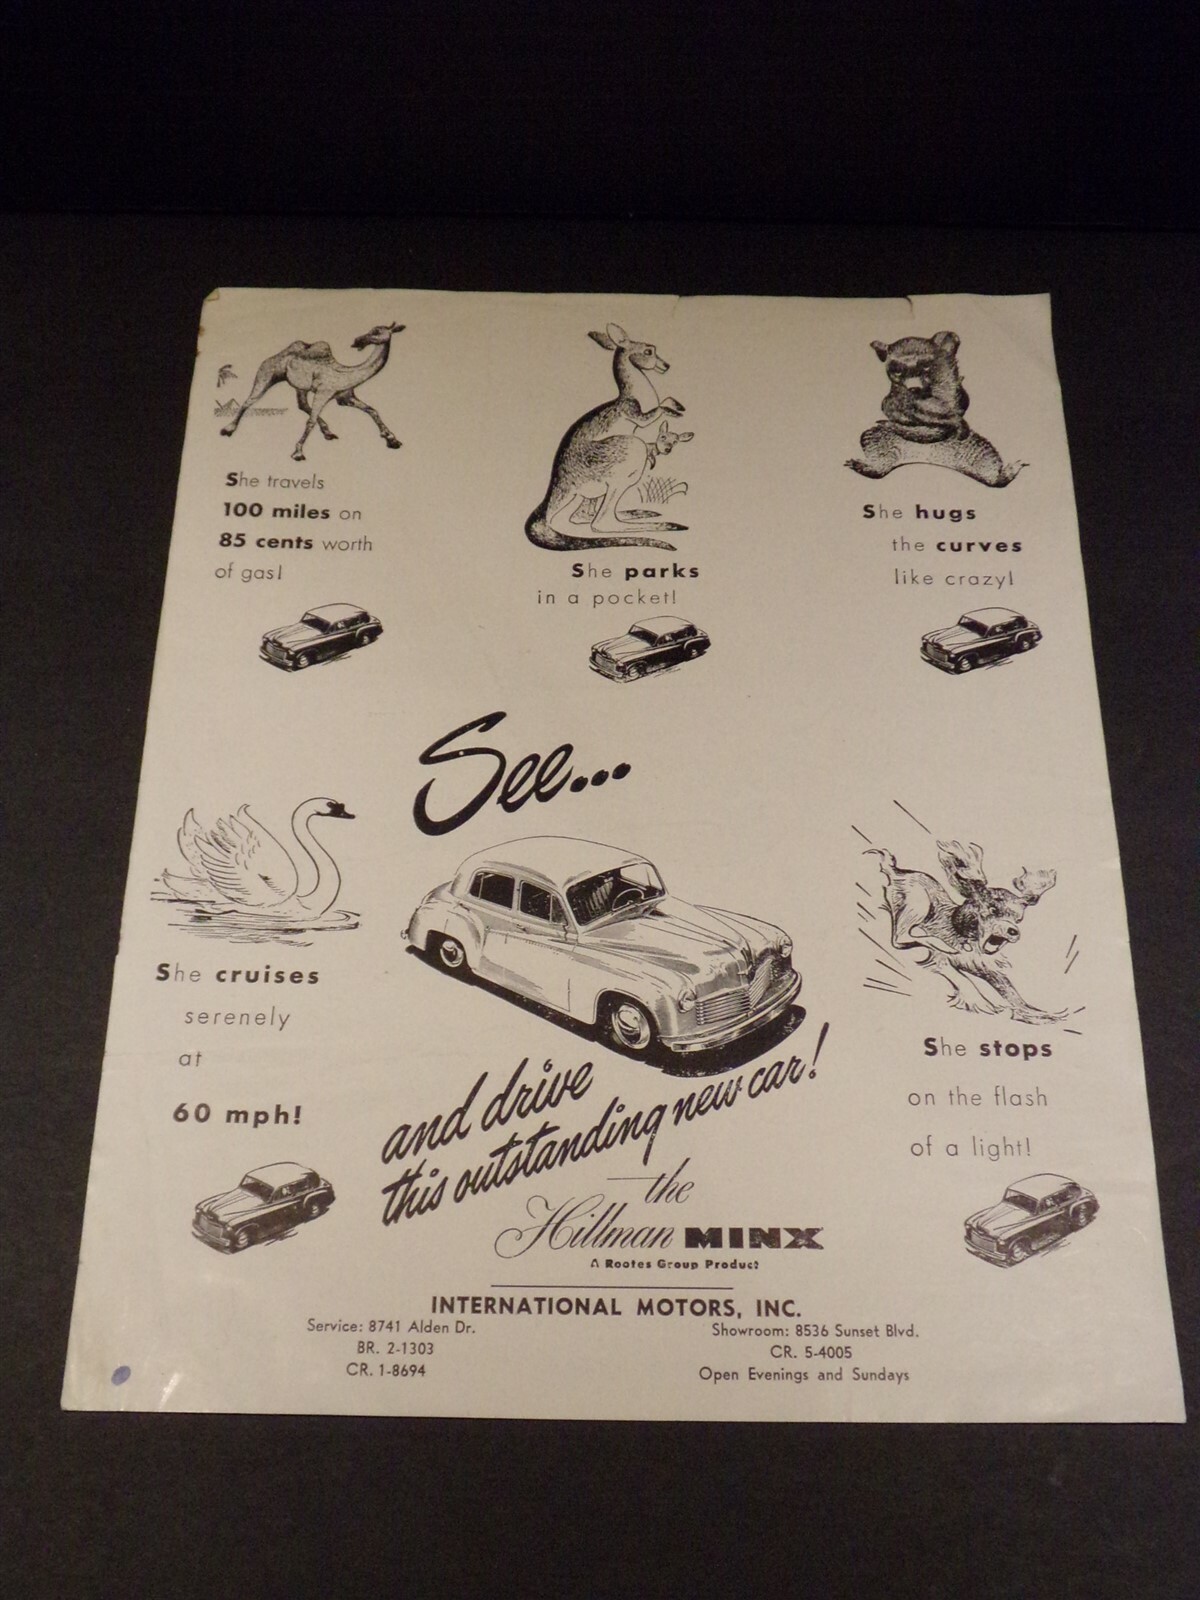 She travels
100 miles on
85 cents worth
of gas!
She parks
in a pocket!
She hugs
the curves
like crazy!
See...
She cruises
serenely
at
60 mph!
She stops
on the flash
of a light!
and drive
this outstanding new car!
the
Hillman MINX
A Rootes Group Product
INTERNATIONAL MOTORS, INC.
Service: 8741 Alden Dr.
BR. 2-1303
CR. 1-8694
Showroom: 8536 Sunset Blvd.
CR. 5-4005
Open Evenings and Sundays